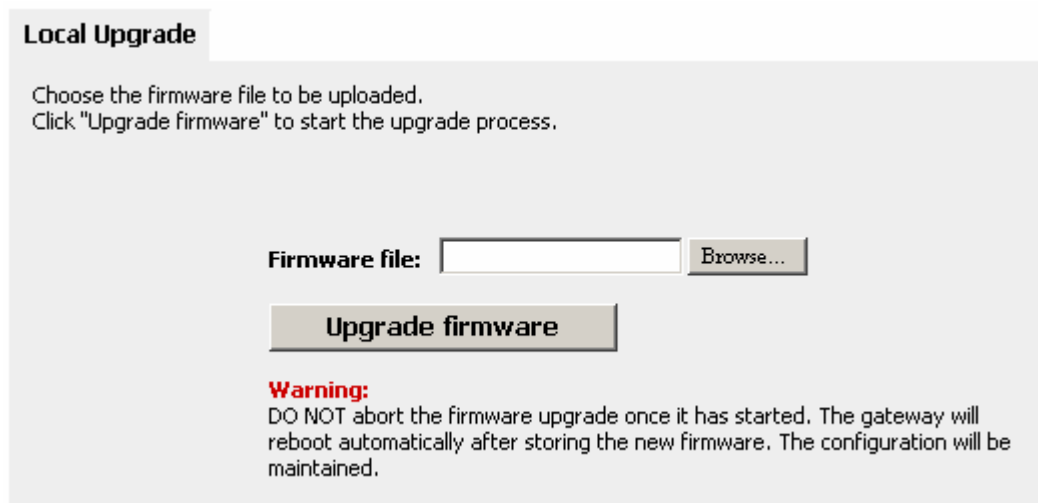 Local Upgrade
Choose the firmware file to be uploaded.
Click "Upgrade firmware" to start the upgrade process.
Firmware file: Browse...
Upgrade firmware
Warning:
DO NOT abort the firmware upgrade once it has started. The gateway will
reboot automatically after storing the new firmware. The configuration will be
maintained.